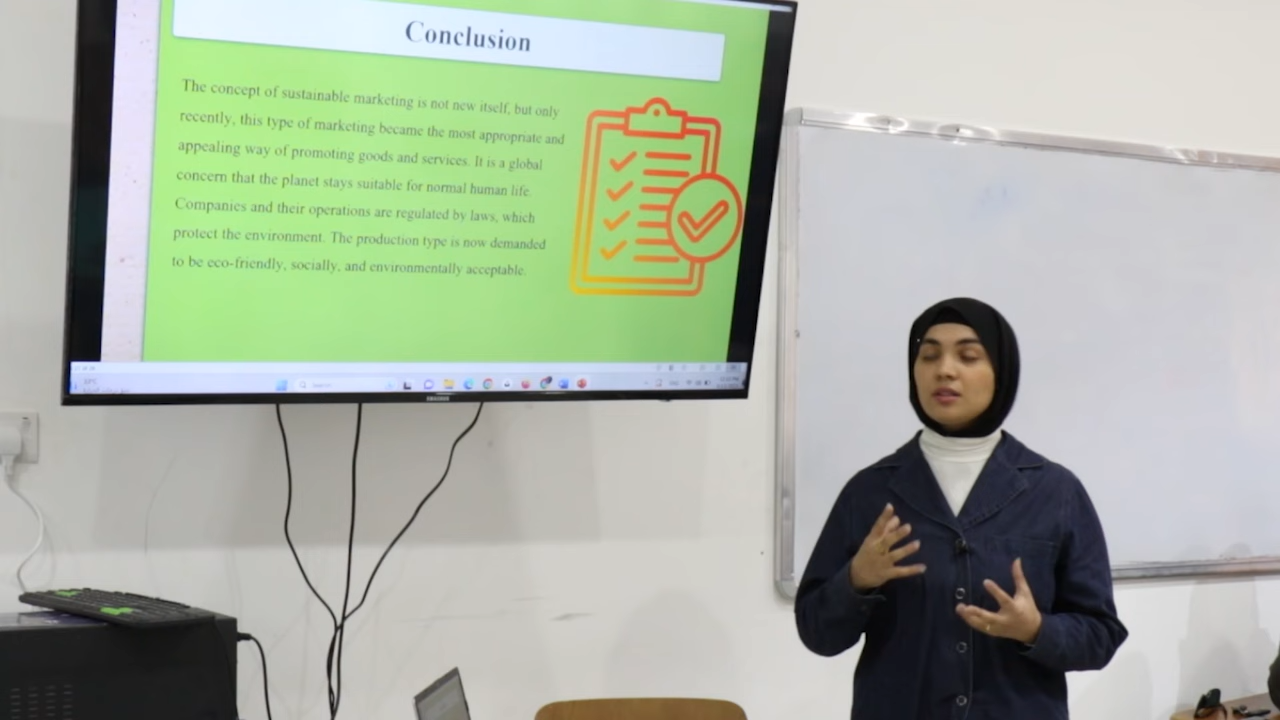 Conclusion
The concept of sustainable marketing is not new itself, but only
recently, this type of marketing became the most appropriate and
appealing way of promoting goods and services. It is a global
concern that the planet stays suitable for normal human life.
Companies and their operations are regulated by laws, which
protect the environment. The production type is now demanded
to be eco-friendly, socially, and environmentally acceptable.
Search